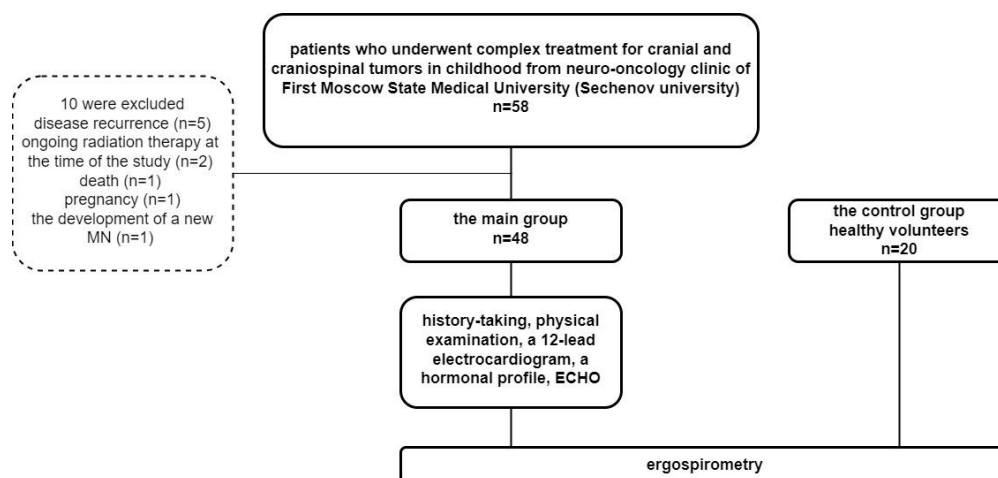 patients who underwent complex treatment for cranial and
craniospinal tumors in childhood from neuro-oncology clinic of
First Moscow State Medical University (Sechenov university)
n=58
10 were excluded
disease recurrence (n=5)
ongoing radiation therapy at
the time of the study (n=2)
death (n=1)
pregnancy (n=1)
the development of a new
MN (n=1)
the main group
n=48
the control group
healthy volunteers
n=20
history-taking, physical
examination, a 12-lead
electrocardiogram, a
hormonal profile, ECHO
ergospirometry